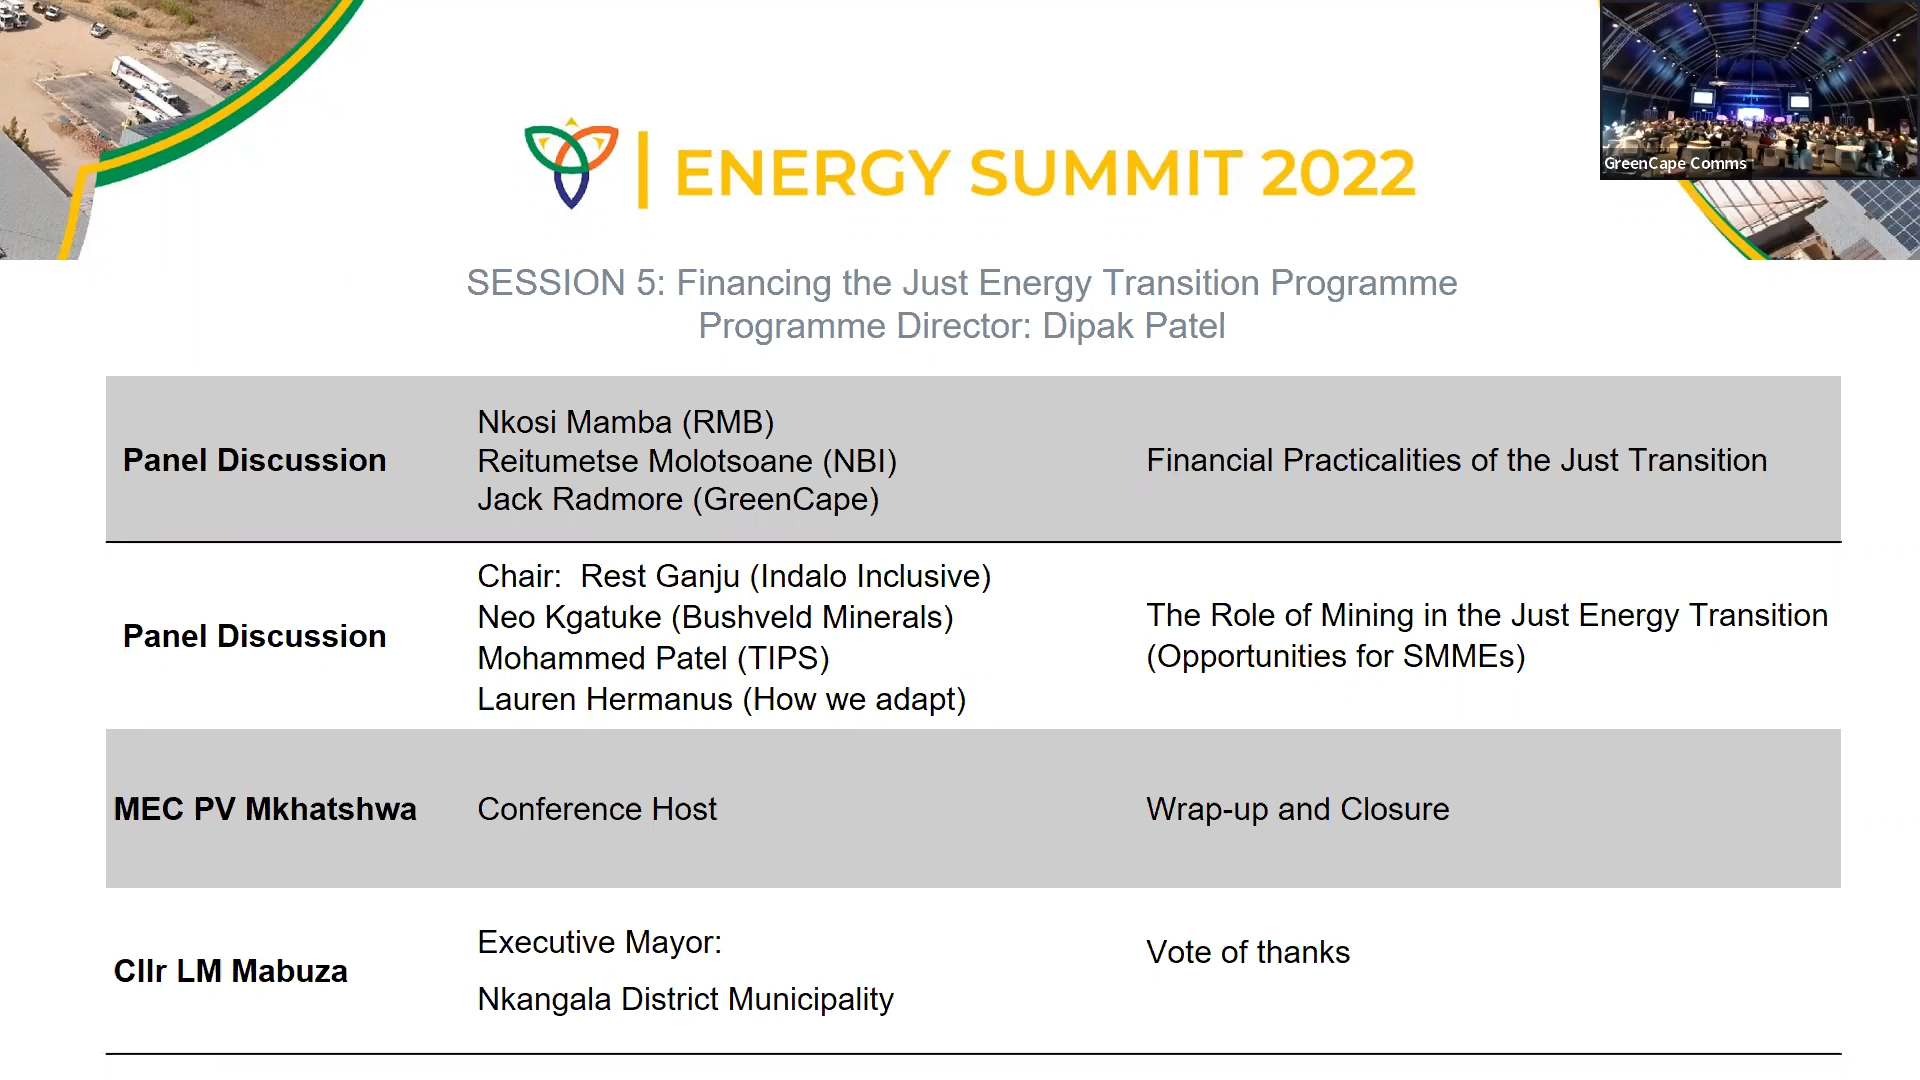 ENERGY SUMMIT 2022
GreenCape Comms
SESSION 5: Financing the Just Energy Transition Programme
Programme Director: Dipak Patel
Panel Discussion
Nkosi Mamba (RMB)
Reitumetse Molotsoane (NBI)
Jack Radmore (GreenCape)
Financial Practicalities of the Just Transition
Panel Discussion
Chair:  Rest Ganju (Indalo Inclusive)
Neo Kgatuke (Bushveld Minerals)
Mohammed Patel (TIPS)
Lauren Hermanus (How we adapt)
The Role of Mining in the Just Energy Transition
(Opportunities for SMMEs)
MEC PV Mkhatshwa
Conference Host
Wrap-up and Closure
Cllr LM Mabuza
Executive Mayor:
Nkangala District Municipality
Vote of thanks